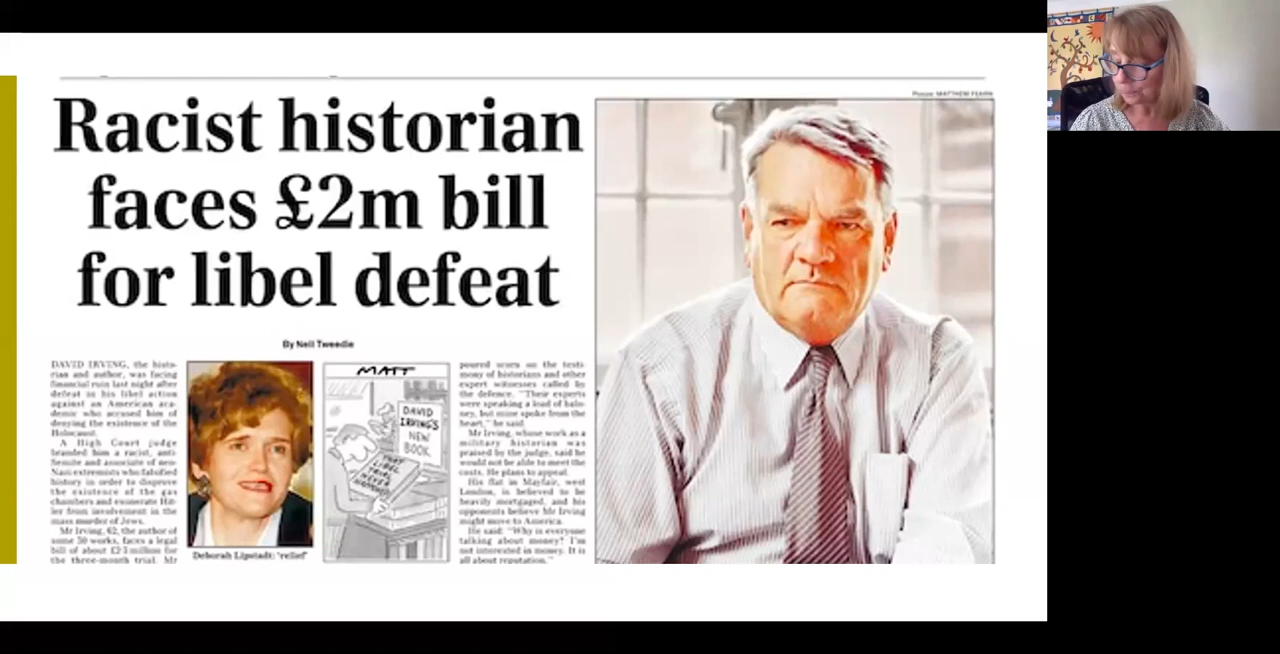 Picture: MATTHEW FEARN
Racist historian
faces £2m bill
for libel defeat
By Neil Tweedie
DAVID IRVING, the histo-
rian and author, was facing
financial ruin last night after
defeat in his libel action
against an American aca-
demic who accused him of
denying the existence of the
Holocaust.
A High Court judge
branded him a racist, anti-
Semite and associate of neo-
Nazi extremists who falsified
history in order to disprove
the existence of the gas
chambers and exonerate Hit-
ler from involvement in the
mass murder of Jews.
Mr Irving, 62, the author of
some 30 works, faces a legal
bill of about £2
million for
the three-month trial. Mr
Deborah Lipstadt: 'relief'
MATT
DAVID
IRVING'S
NEW
BOOK
THAT
LIBEL
TRIAL
NEVER
HAPPENED
poured scorn on the testi-
mony of historians and other
expert witnesses called by
the defence. "Their experts
were speaking a load of balo-
ney, but mine spoke from the
heart," he said.
Mr Irving, whose work as a
military historian was
praised by the judge, said he
would not be able to meet the
costs. He plans to appeal.
His flat in Mayfair, west
London, is believed to be
heavily mortgaged, and his
opponents believe Mr Irving
might move to America.
He said: "Why is everyone
talking about money? I'm
not interested in money. It is
all about reputation."